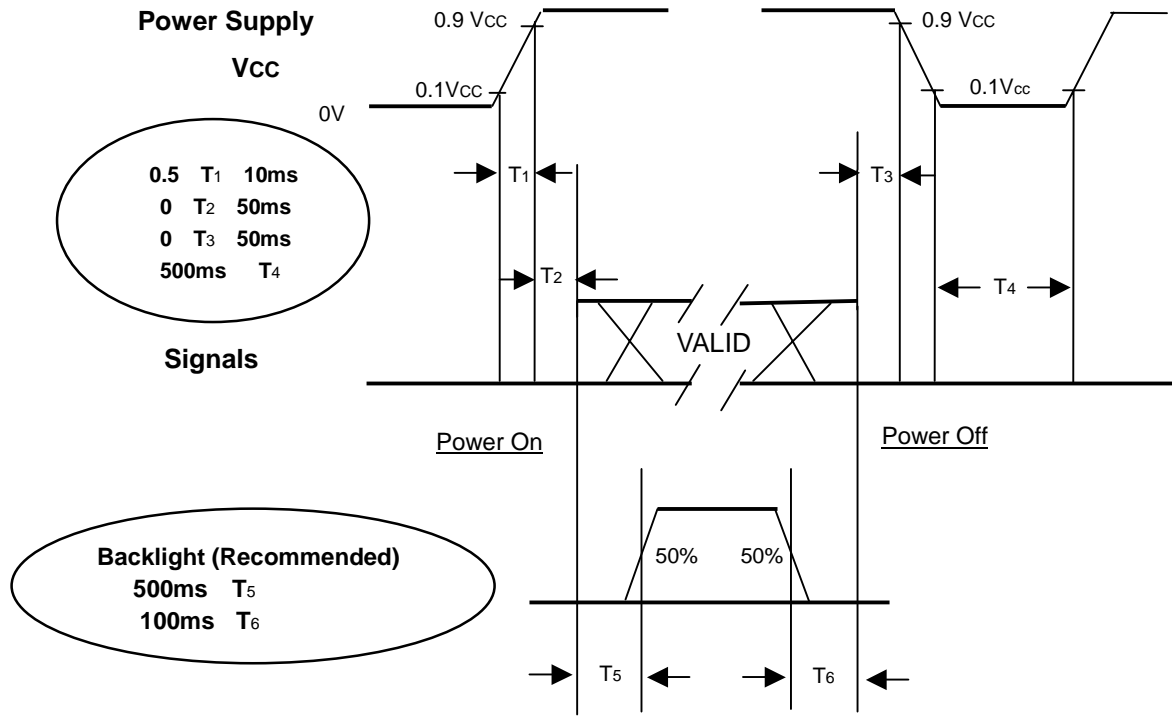 Power Supply
VCC
0.9 VCC
0.1VCC
0V
0.9 VCC
0.1Vcc
0.5 T1 10ms
0 T2 50ms
0 T3 50ms
500ms T4
T1
T2
T3
T4
Signals
VALID
Power On
Power Off
Backlight (Recommended)
500ms T5
100ms T6
50% 50%
T5
T6